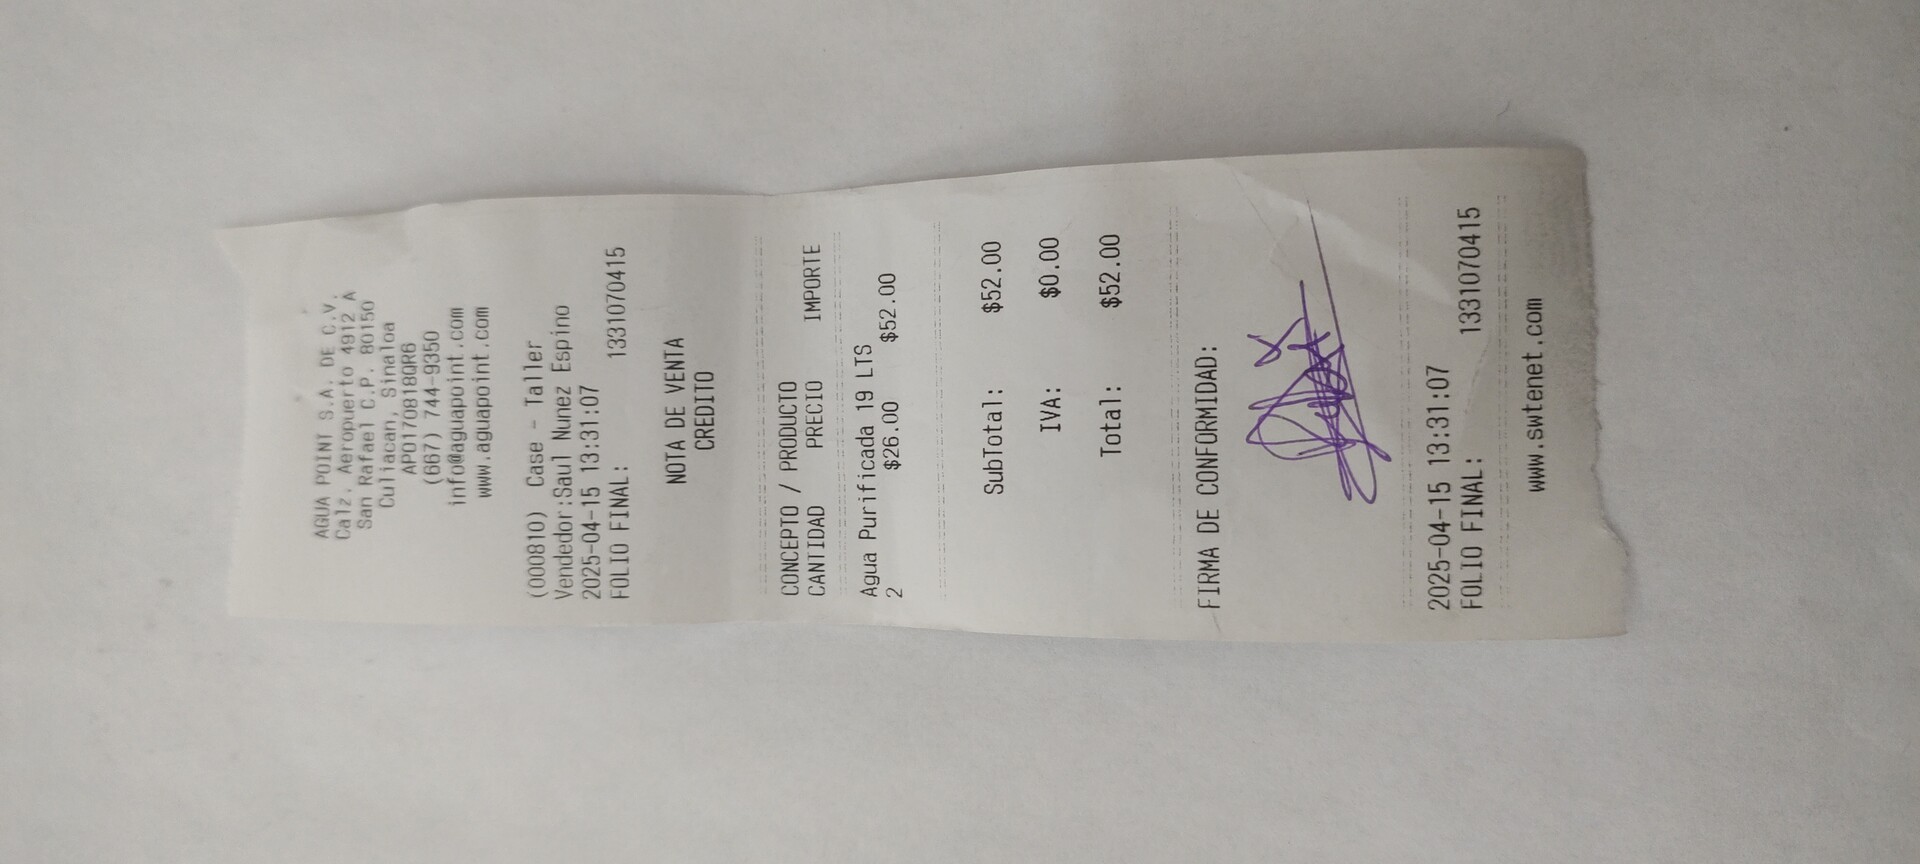 AGUA POINT S.A. DE C.V.
Calz. Aeropuerto 4912 A
San Rafael C.P. 80150
Culiacan, Sinaloa
APO170818QR6
(667) 744-9350
info@aguapoint.com
www.aguapoint.com
(000810) Case - Taller
Vendedor:Saul Nunez Espino
2025-04-15 13:31:07
FOLIO FINAL: 1331070415
NOTA DE VENTA
CREDITO
CONCEPTO / PRODUCTO
CANTIDAD PRECIO IMPORTE
Agua Purificada 19 LTS
2 $26.00 $52.00
SubTotal: $52.00
IVA: $0.00
Total: $52.00
FIRMA DE CONFORMIDAD:
2025-04-15 13:31:07
FOLIO FINAL: 1331070415
www.swtenet.com